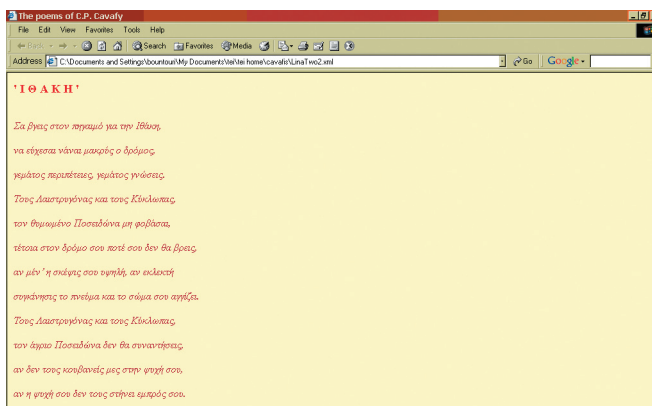 The poems of C.P. Cavafy
File Edit View Favorites Tools Help
Back Search Favorites Media
Address C:\Documents and Settings\bountouri\My Documents\tei\tei home\cavafis\LinaTwo2.xml Go Google
'ΙΘΑΚΗ'
Σα βγεις στον πηγαιμό για την Ιθάκη,
να εύχεσαι νάναι μακρύς ο δρόμος,
γεμάτος περιπέτειες, γεμάτος γνώσεις.
Τους Λαιστρυγόνας και τους Κύκλωπας,
τον θυμωμένο Ποσειδώνα μη φοβάσαι,
τέτοια στον δρόμο σου ποτέ σου δεν θα βρεις,
αν μέν' η σκέψις σου υψηλή, αν εκλεκτή
συγκίνησις το πνεύμα και το σώμα σου αγγίζει.
Τους Λαιστρυγόνας και τους Κύκλωπας,
τον άγριο Ποσειδώνα δεν θα συναντήσεις,
αν δεν τους κουβανείς μες στην ψυχή σου,
αν η ψυχή σου δεν τους στήνει εμπρός σου.